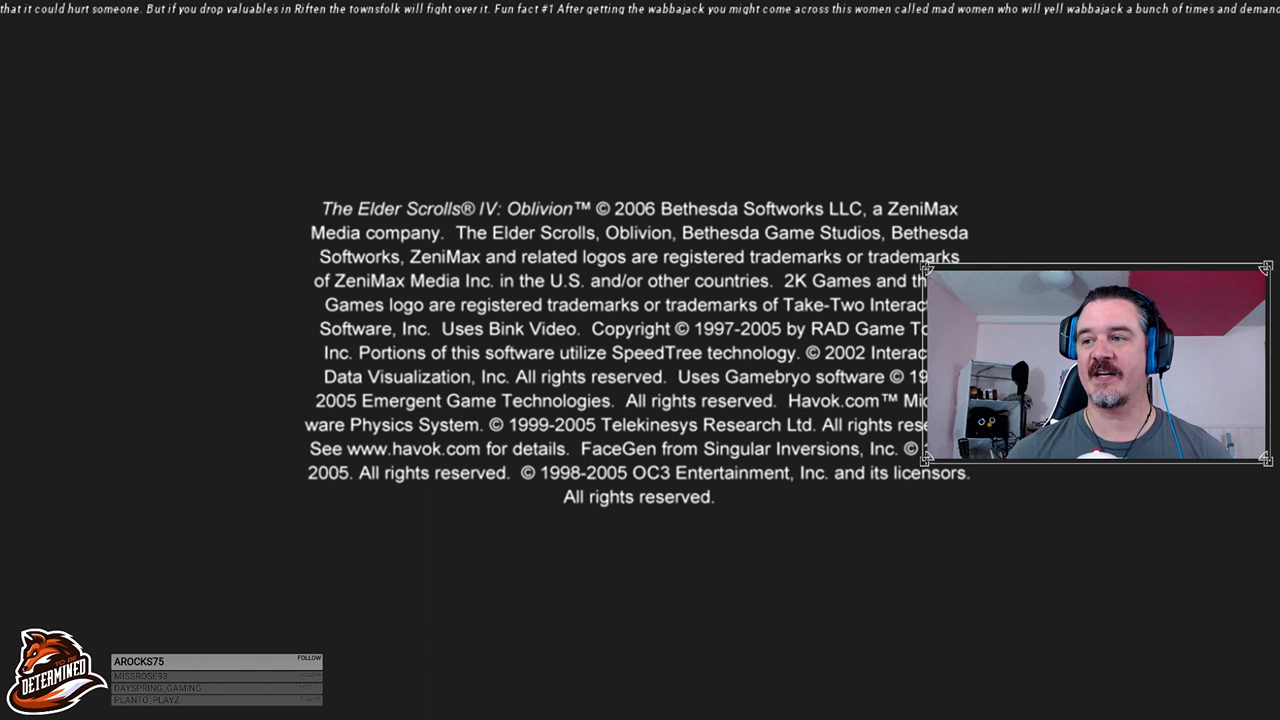 that it could hurt someone. But if you drop valuables in Riften the townsfolk will fight over it. Fun fact #1 After getting the wabbajack you might come across this women called mad women who will yell wabbajack a bunch of times and demand
The Elder Scrolls® IV: Oblivion™ © 2006 Bethesda Softworks LLC, a ZeniMax
Media company. The Elder Scrolls, Oblivion, Bethesda Game Studios, Bethesda
Softworks, ZeniMax and related logos are registered trademarks or trademarks
of ZeniMax Media Inc. in the U.S. and/or other countries. 2K Games and th
Games logo are registered trademarks or trademarks of Take-Two Interac
Software, Inc. Uses Bink Video. Copyright © 1997-2005 by RAD Game To
Inc. Portions of this software utilize SpeedTree technology. © 2002 Interac
Data Visualization, Inc. All rights reserved. Uses Gamebryo software © 19
2005 Emergent Game Technologies. All rights reserved. Havok.com™ Mi
ware Physics System. © 1999-2005 Telekinesys Research Ltd. All rights rese
See www.havok.com for details. FaceGen from Singular Inversions, Inc. ©
2005. All rights reserved. © 1998-2005 OC3 Entertainment, Inc. and its licensors.
All rights reserved.
TO BE
DETERMINED
AROCKS75 FOLLOW
MISSROSE93 FOLLOW
DAYSPRING_GAMING
PLANTO_PLAYZ FOLLOW